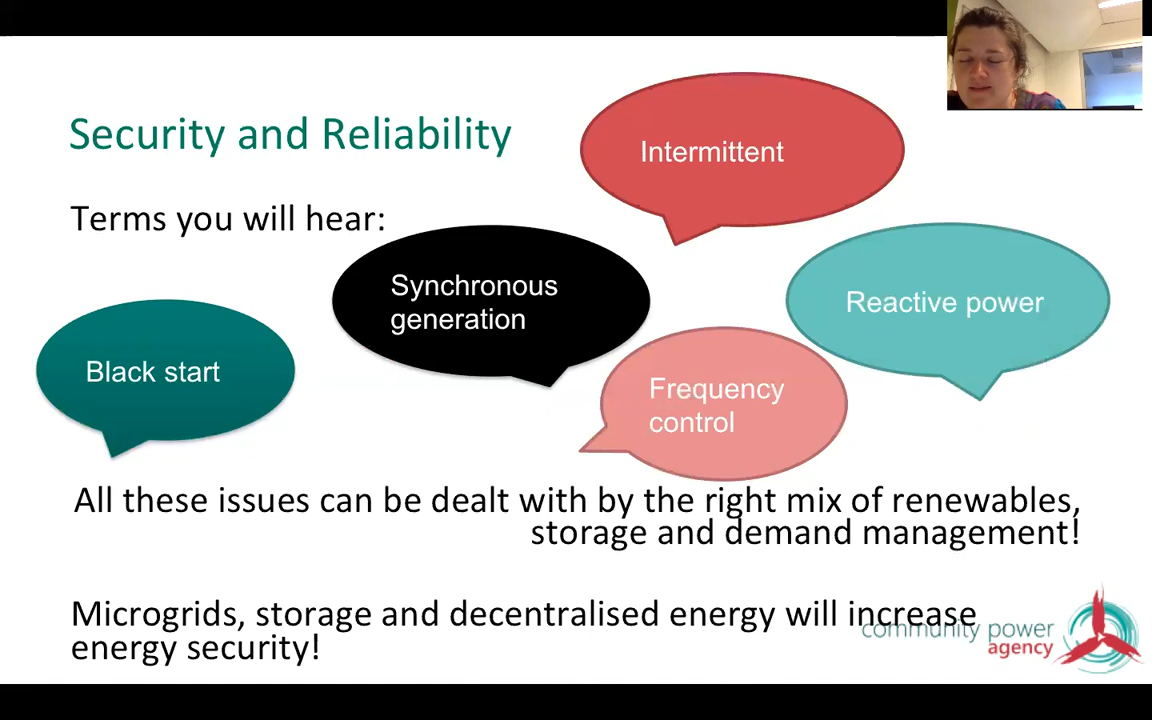 Security and Reliability
Intermittent
Terms you will hear:
Synchronous
generation
Reactive power
Black start
Frequency
control
All these issues can be dealt with by the right mix of renewables,
storage and demand management!
Microgrids, storage and decentralised energy will increase
energy security!
community power
agency